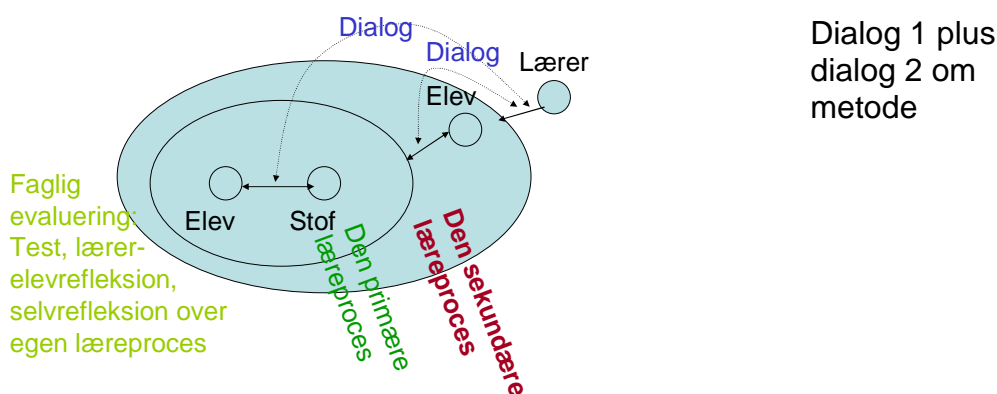 Dialog
Dialog
Lærer
Elev
Dialog 1 plus
dialog 2 om
metode
Elev
Stof
Faglig
evaluering:
Test, lærer-
elevrefleksion,
selvrefleksion over
egen læreproces
Den primære
læreproces
Den sekundære
læreproces